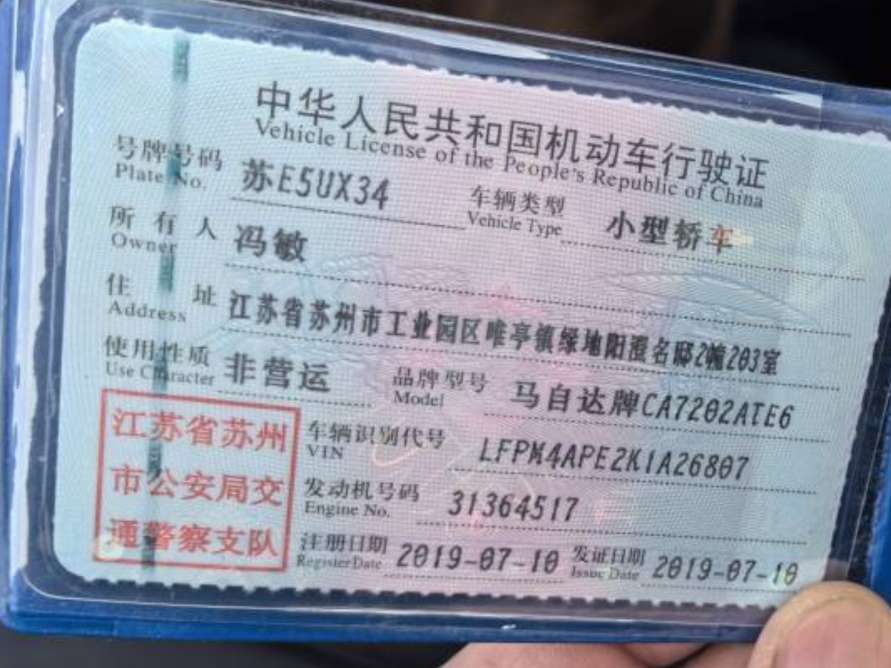 中华人民共和国机动车行驶证
Vehicle License of the People's Republic of China
号牌号码 苏E5UX34 车辆类型 小型轿车
Plate No. Vehicle Type
所有人 冯敏
Owner
住址 江苏省苏州市工业园区唯亭镇绿地阳澄名邸2幢203室
Address
使用性质 非营运 品牌型号 马自达牌CA7202ATE6
Use Character Model
江苏省苏州 车辆识别代号 LFPM4APE2K1A26807
VIN
市公安局交 发动机号码 31364517
Engine No.
通警察支队 注册日期 2019-07-10 发证日期 2019-07-10
Register Date Issue Date